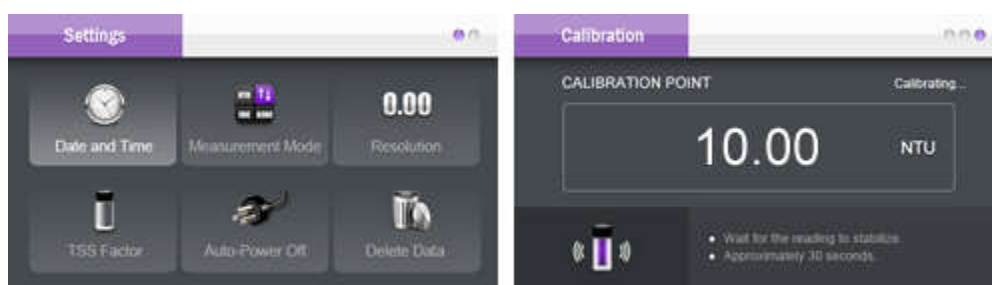 Settings
Date and Time
Measurement Mode
0.00
Resolution
TSS Factor
Auto-Power Off
Delete Data
Calibration
CALIBRATION POINT
Calibrating...
10.00
NTU
• Wait for the reading to stabilize.
• Approximately 30 seconds.